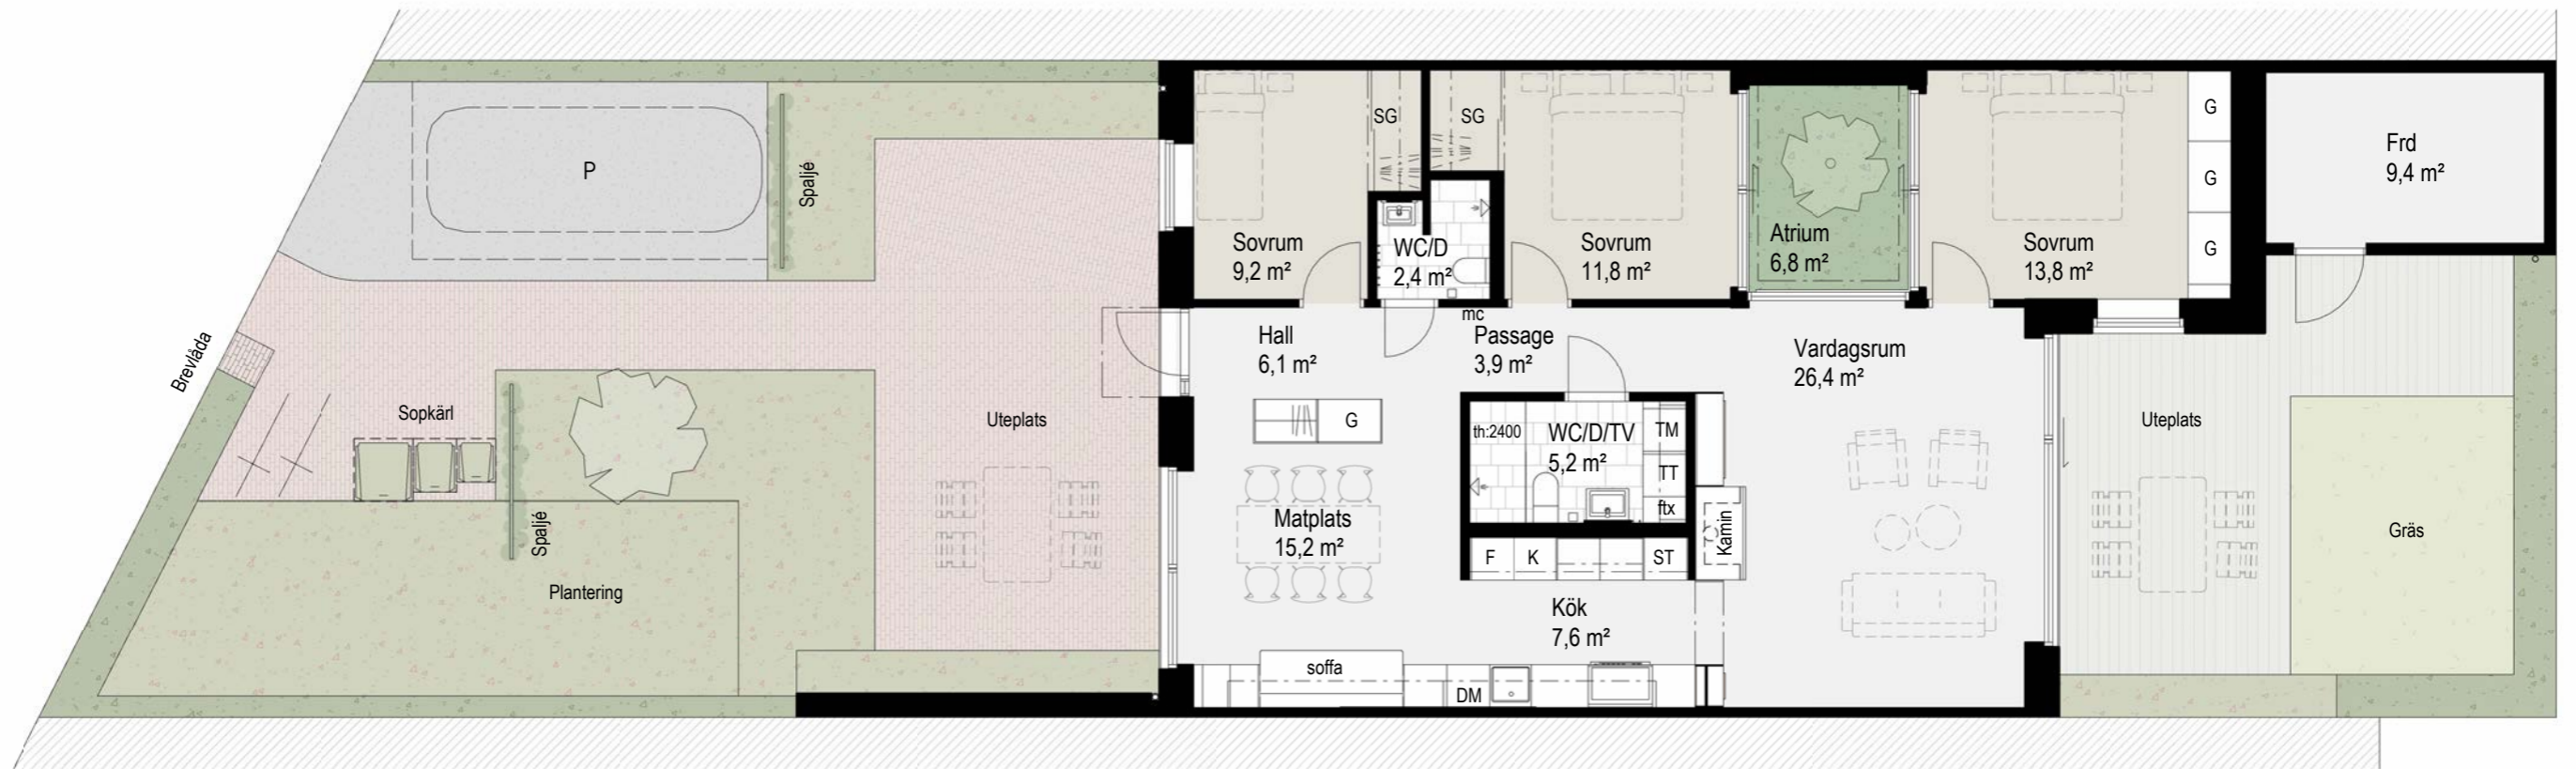 P
Spaljé
Brevlåda
Sopkärl
Spaljé
Plantering
Uteplats
Sovrum
9,2 m²
SG
SG
WC/D
2,4 m²
Sovrum
11,8 m²
Atrium
6,8 m²
Sovrum
13,8 m²
G
G
G
Frd
9,4 m²
Hall
6,1 m²
mc
Passage
3,9 m²
Vardagsrum
26,4 m²
G
th:2400
WC/D/TV
5,2 m²
TM
TT
ftx
Matplats
15,2 m²
F
K
ST
Kamin
Kök
7,6 m²
soffa
DM
Uteplats
Gräs